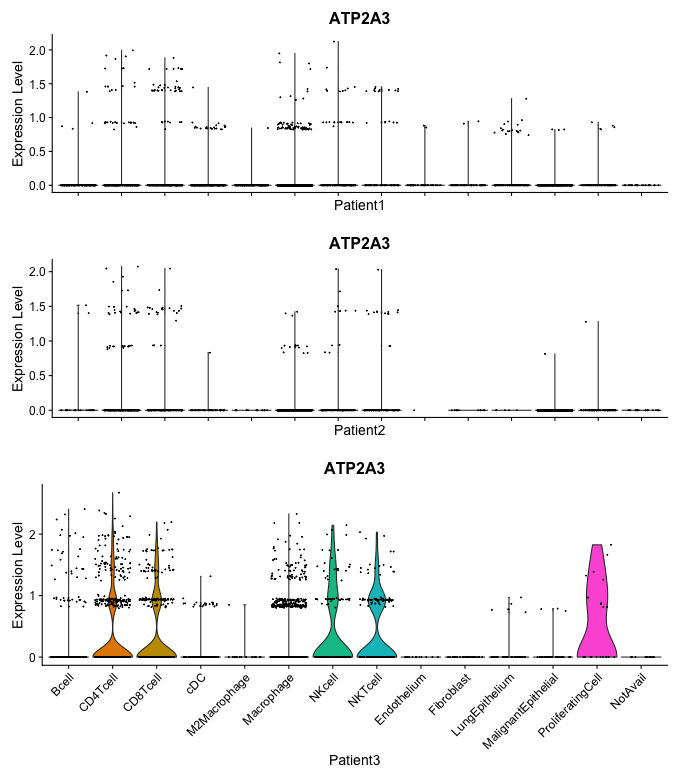 ATP2A3
Expression Level
2.0
1.5
1.0
0.5
0.0
Patient1
ATP2A3
Expression Level
2.0
1.5
1.0
0.5
0.0
Patient2
ATP2A3
Expression Level
2
1
0
Bcell
CD4Tcell
CD8Tcell
cDC
M2Macrophage
Macrophage
NKcell
NKTcell
Endothelium
Fibroblast
LungEpithelium
MalignantEpithelial
ProliferatingCell
NotAvail
Patient3